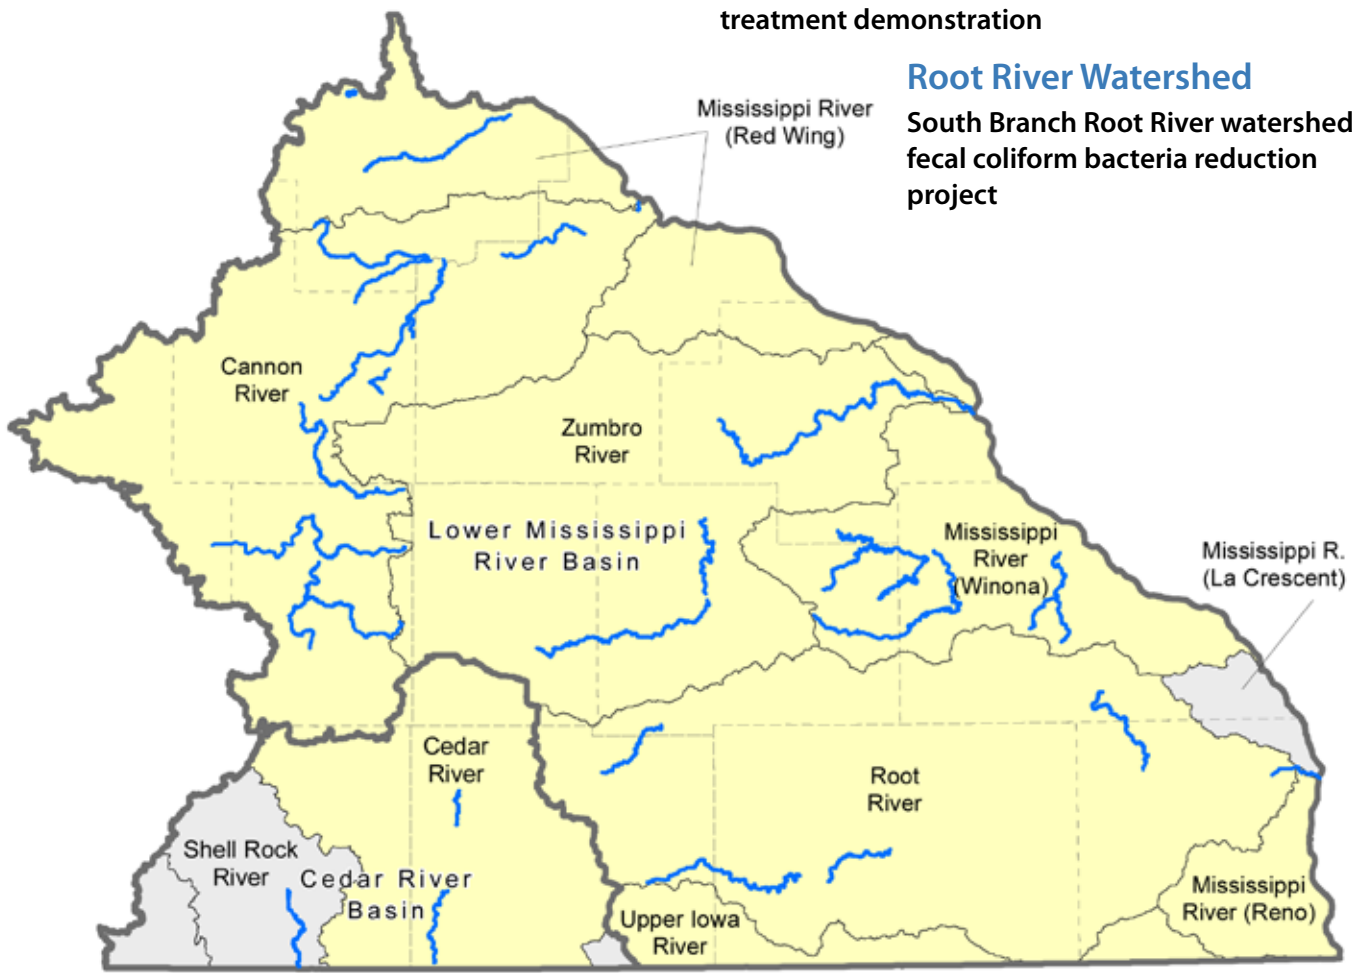 treatment demonstration
Root River Watershed
South Branch Root River watershed
fecal coliform bacteria reduction
project
Mississippi River
(Red Wing)
Cannon
River
Zumbro
River
Lower Mississippi
River Basin
Mississippi
River
(Winona)
Mississippi R.
(La Crescent)
Cedar
River
Root
River
Shell Rock
River
Cedar River
Basin
Upper Iowa
River
Mississippi
River (Reno)